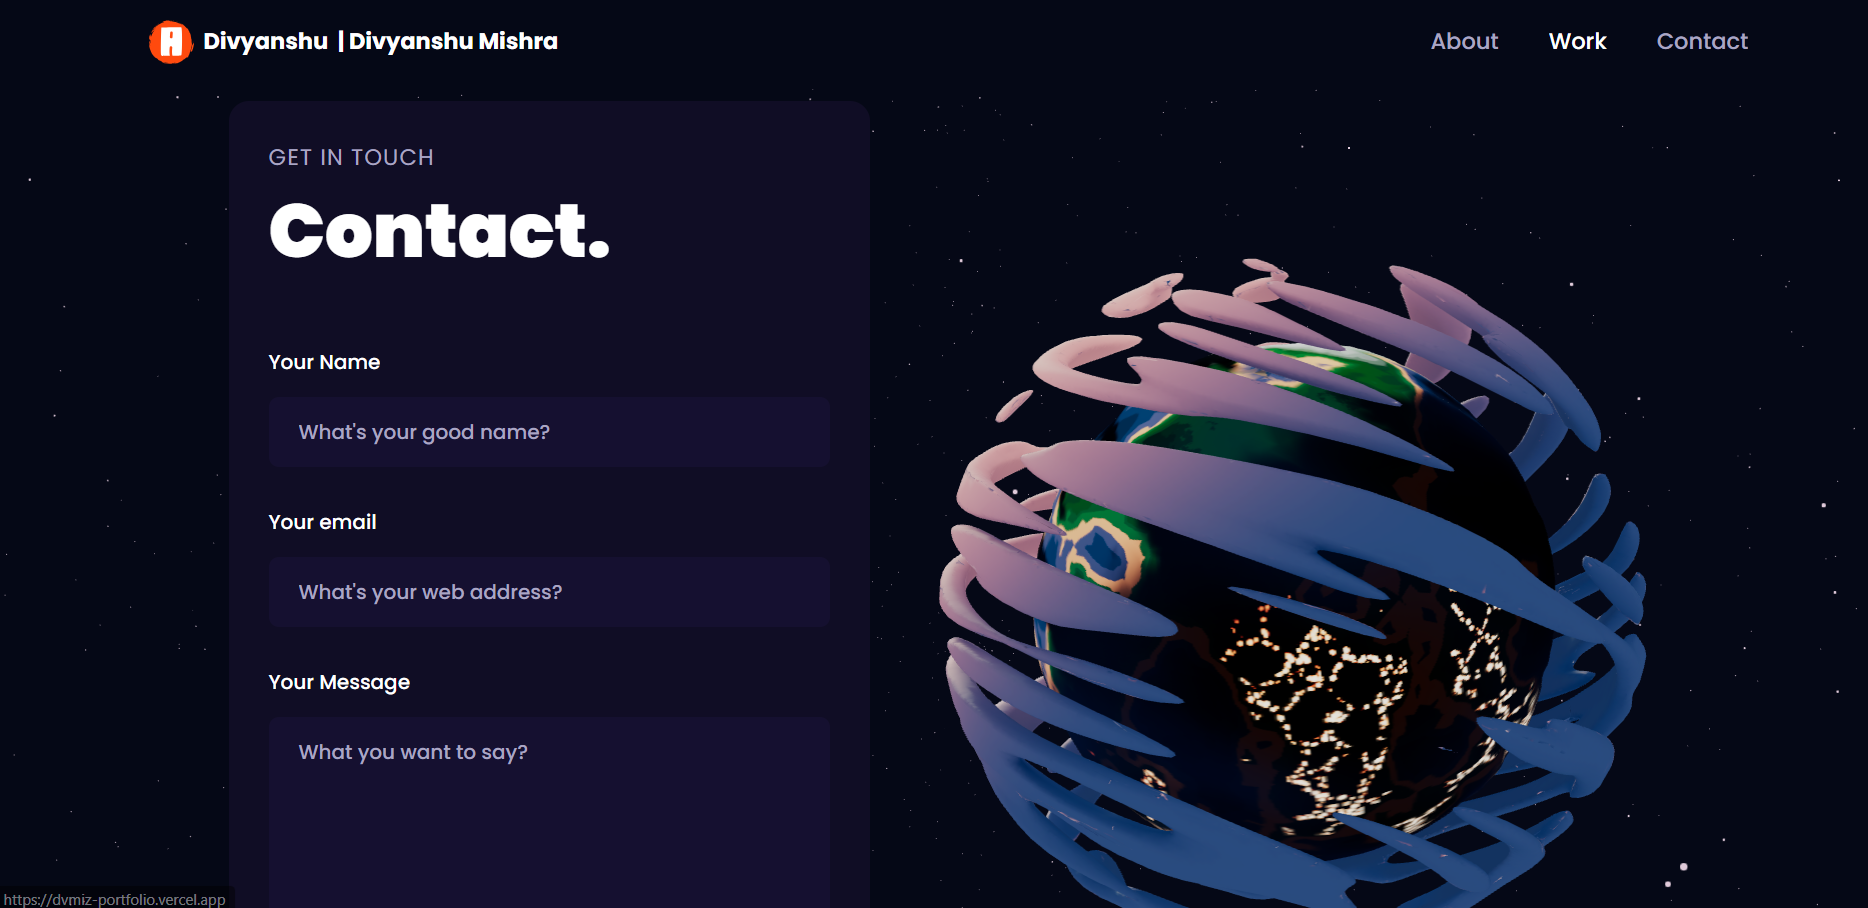 A
Divyanshu | Divyanshu Mishra
About
Work
Contact
GET IN TOUCH
Contact.
Your Name
What's your good name?
Your email
What's your web address?
Your Message
What you want to say?
https://dvmiz-portfolio.vercel.app